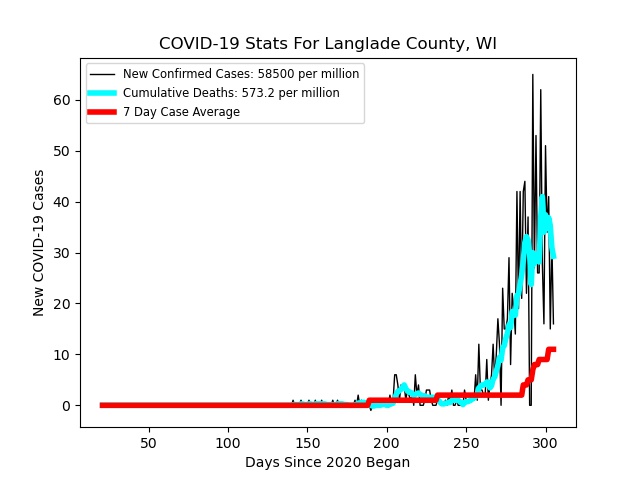 COVID-19 Stats For Langlade County, WI
New Confirmed Cases: 58500 per million
Cumulative Deaths: 573.2 per million
7 Day Case Average
New COVID-19 Cases
60
50
40
30
20
10
0
50 100 150 200 250 300
Days Since 2020 Began